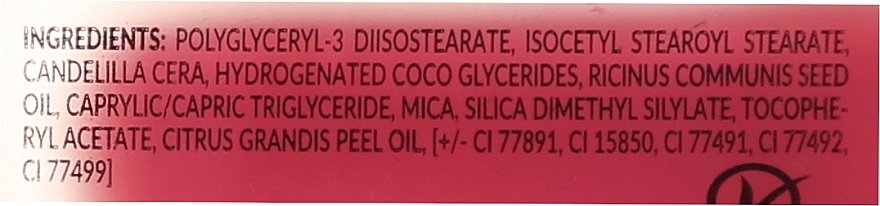 INGREDIENTS: POLYGLYCERYL-3 DIISOSTEARATE, ISOCETYL STEAROYL STEARATE,
CANDELILLA CERA, HYDROGENATED COCO GLYCERIDES, RICINUS COMMUNIS SEED
OIL, CAPRYLIC/CAPRIC TRIGLYCERIDE, MICA, SILICA DIMETHYL SILYLATE, TOCOPHE-
RYL ACETATE, CITRUS GRANDIS PEEL OIL, [+/- CI 77891, CI 15850, CI 77491, CI 77492,
CI 77499]